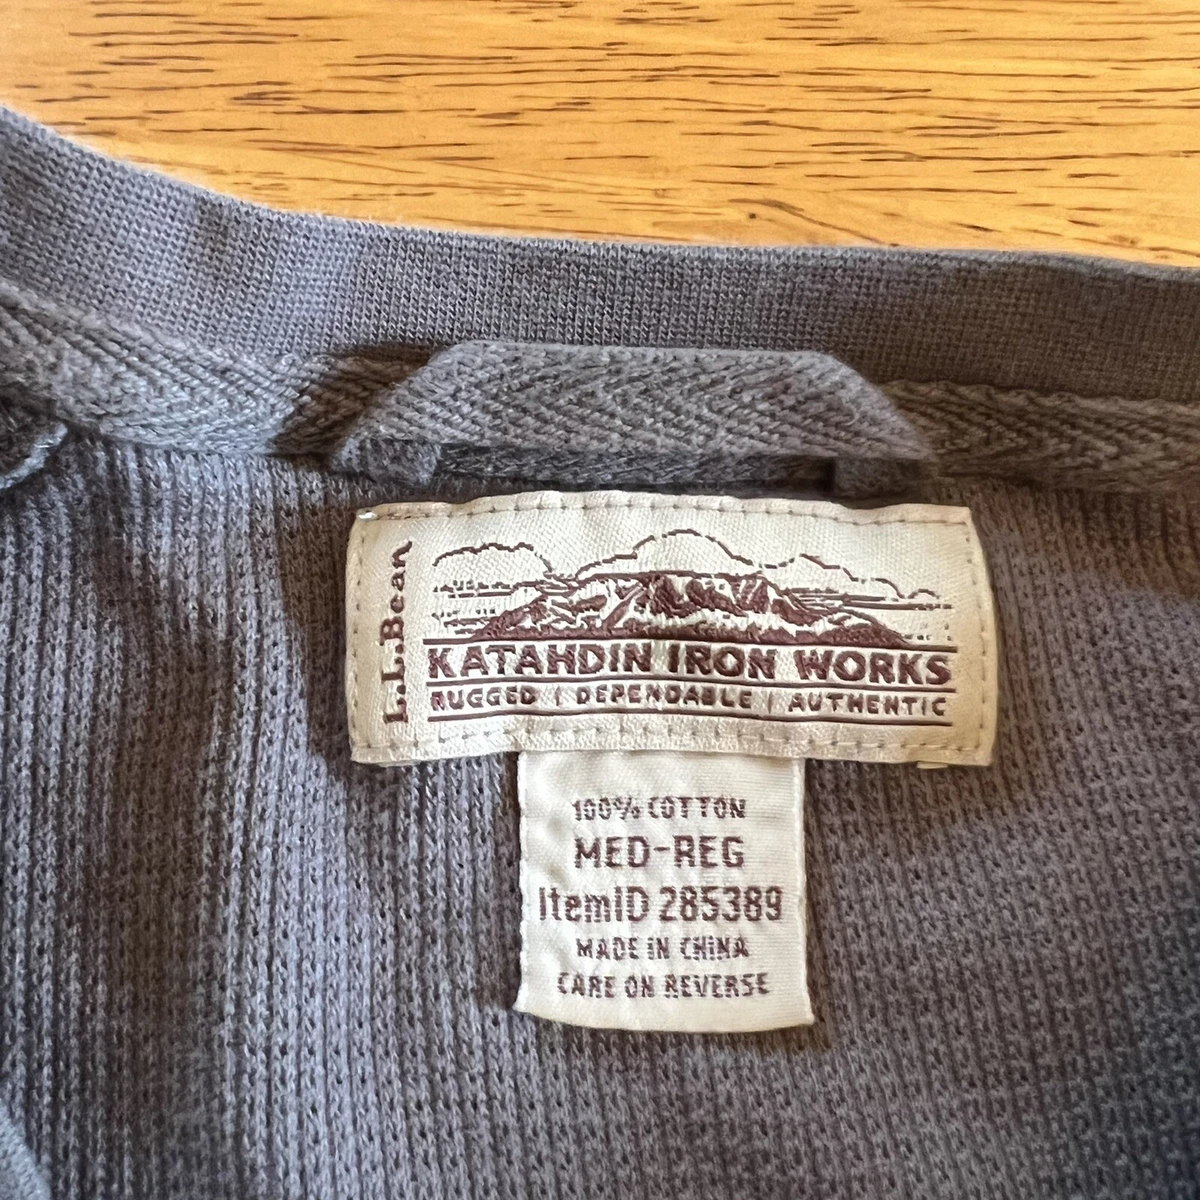 L.L.Bean
KATAHDIN IRON WORKS
RUGGED | DEPENDABLE | AUTHENTIC
100% COTTON
MED-REG
ItemID 285389
MADE IN CHINA
CARE ON REVERSE